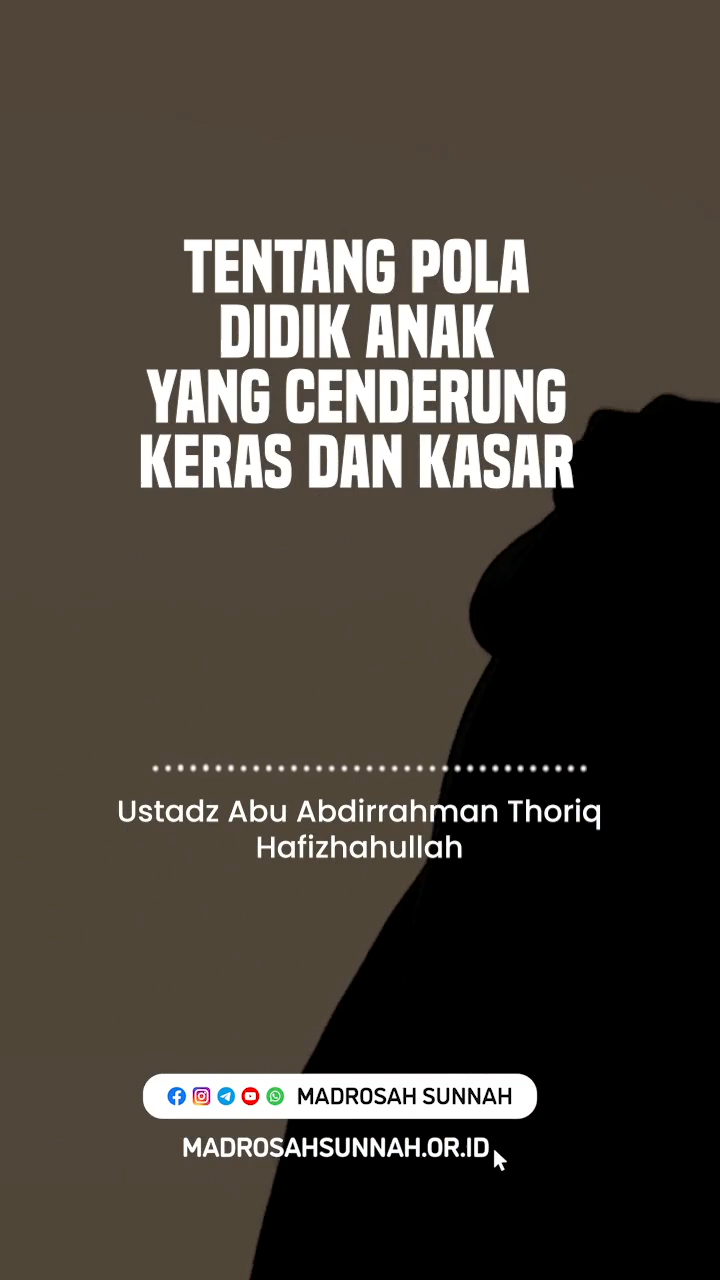 TENTANG POLA
DIDIK ANAK
YANG CENDERUNG
KERAS DAN KASAR
Ustadz Abu Abdirrahman Thoriq
Hafizhahullah
MADROSAH SUNNAH
MADROSAHSUNNAH.OR.ID